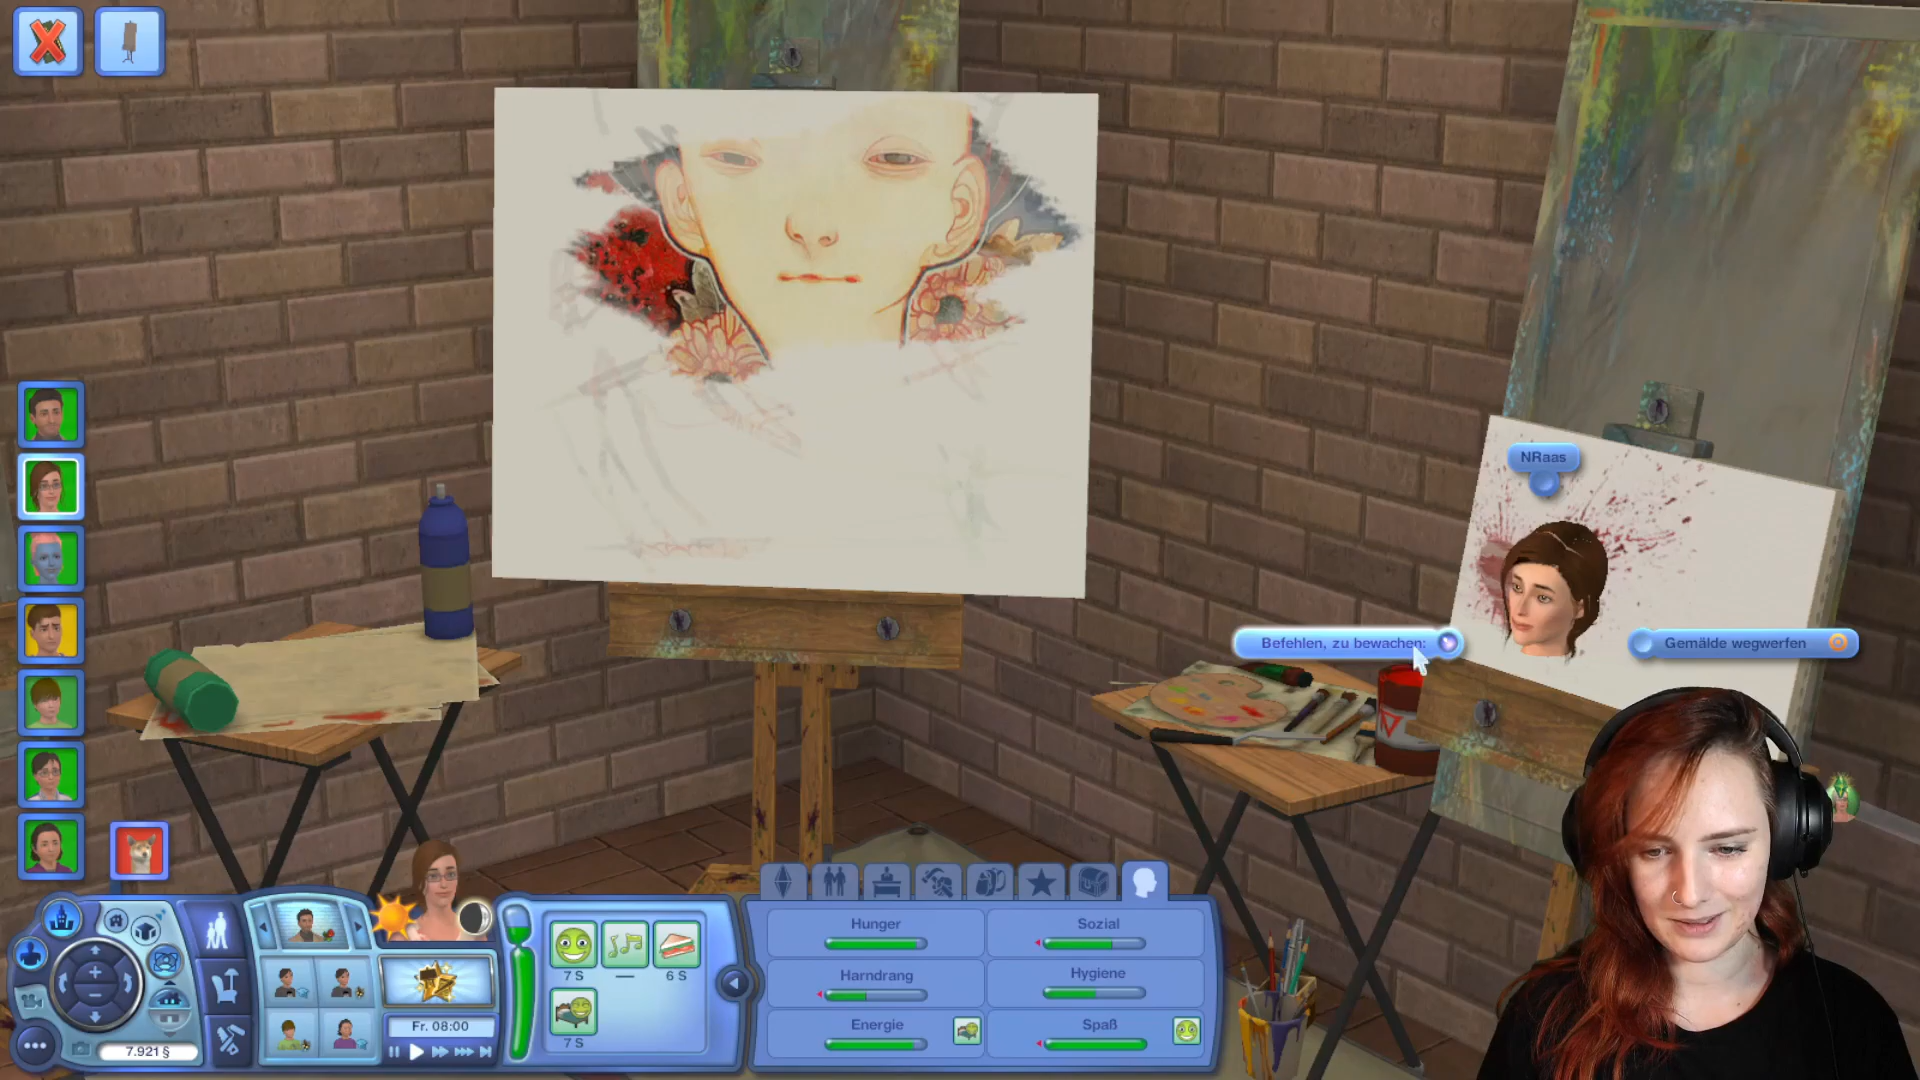 NRaas
Befehlen, zu bewachen:
Gemälde wegwerfen
Hunger
Sozial
7 S
6 S
Harndrang
Hygiene
Energie
Spaß
Fr. 08:00
7 S
7.921 §